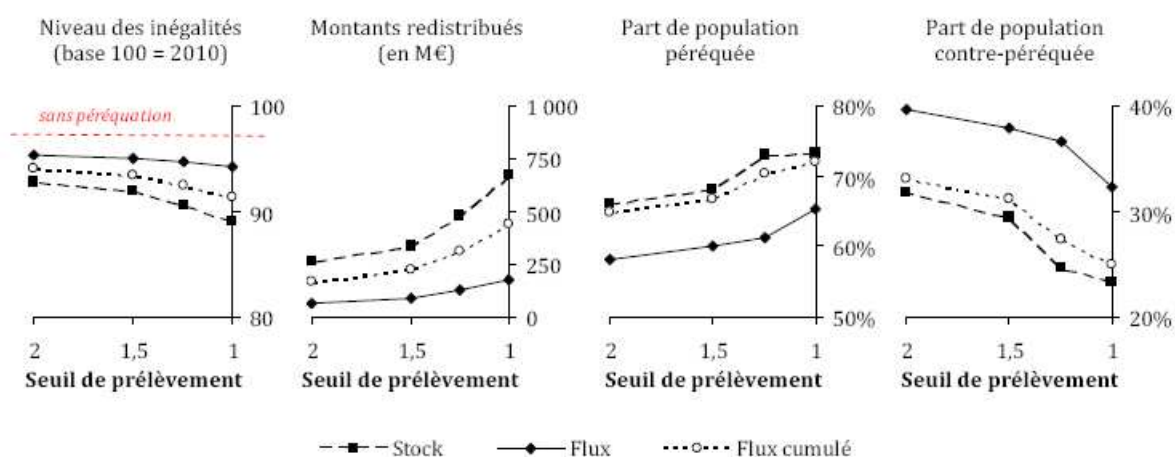 Niveau des inégalités
(base 100 = 2010)
Montants redistribués
(en M€)
Part de population
péréquée
Part de population
contre-péréquée
sans péréquation
100
90
80
2 1,5 1
Seuil de prélèvement
1 000
750
500
250
0
2 1,5 1
Seuil de prélèvement
80%
70%
60%
50%
2 1,5 1
Seuil de prélèvement
40%
30%
20%
2 1,5 1
Seuil de prélèvement
Stock Flux Flux cumulé